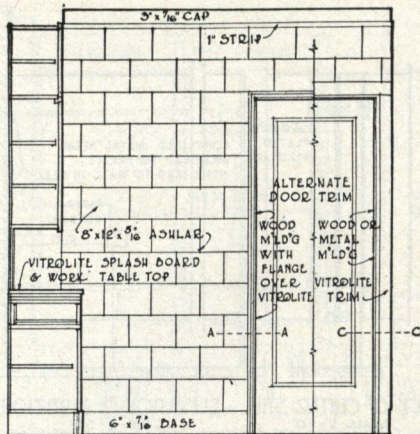 3" x 7/16" CAP
1" STRIP
8"x12"x 5/16 ASHLAR
VITROLITE SPLASH BOARD
& WORK TABLE TOP
ALTERNATE
DOOR TRIM
WOOD
M'LD'G
WITH
FLANGE
OVER
VITROLITE
WOOD OR
METAL
M'LD'G
VITROLITE
TRIM
A A
C C
6" x 7/16 BASE